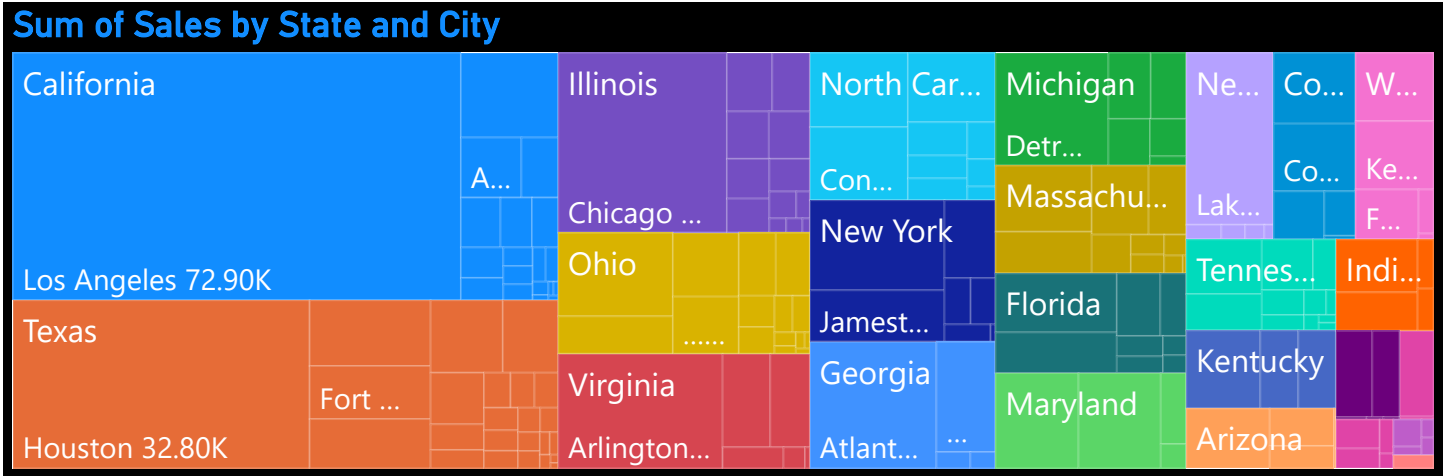 Sum of Sales by State and City
California
A...
Los Angeles 72.90K
Texas
Fort ...
Houston 32.80K
Illinois
Chicago ...
Ohio
......
Virginia
Arlington...
North Car...
Con...
New York
Jamest...
Georgia
Atlant...
...
Michigan
Detr...
Massachu...
Florida
Maryland
Ne...
Lak...
Co...
Co...
W...
Ke...
F...
Tennes...
Indi...
Kentucky
Arizona